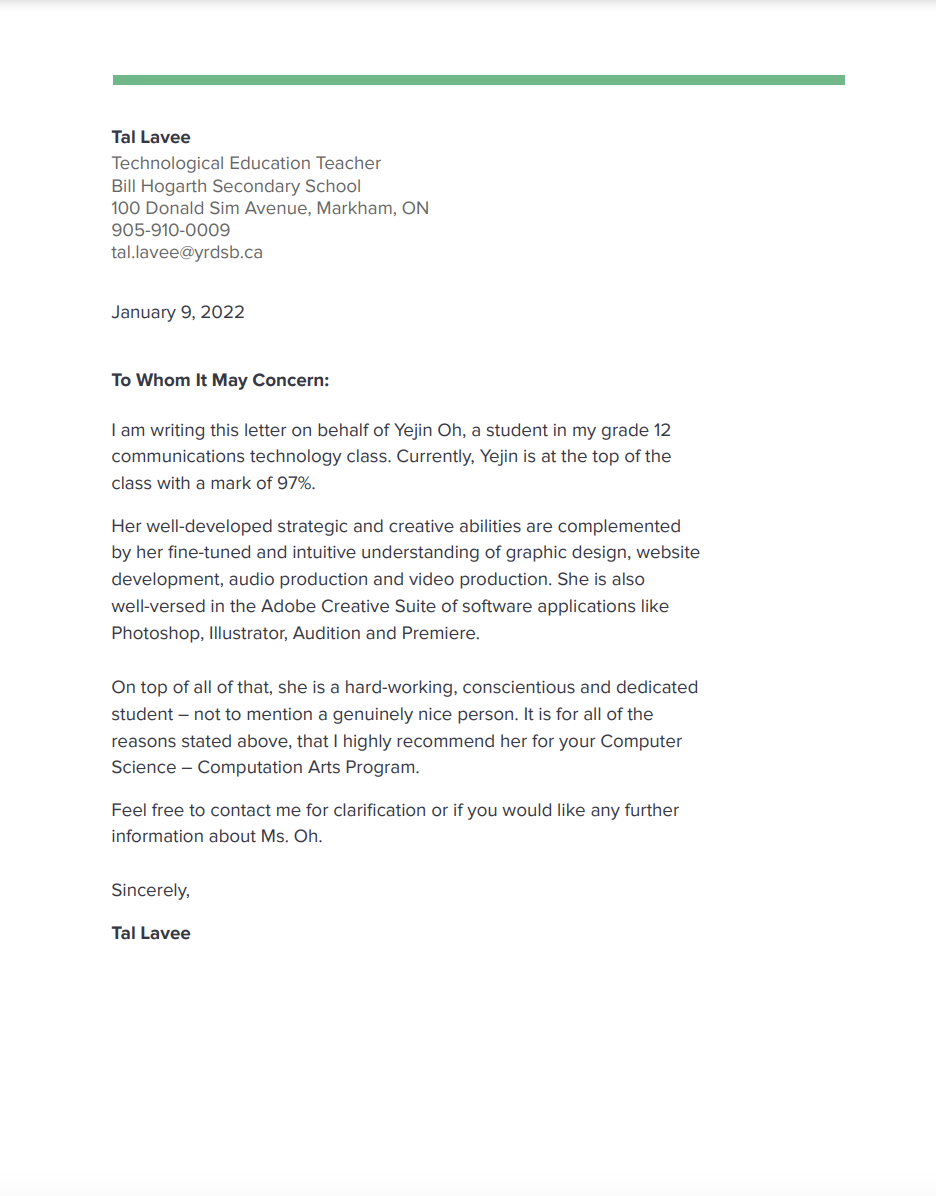 Tal Lavee
Technological Education Teacher
Bill Hogarth Secondary School
100 Donald Sim Avenue, Markham, ON
905-910-0009
tal.lavee@yrdsb.ca
January 9, 2022
To Whom It May Concern:
I am writing this letter on behalf of Yejin Oh, a student in my grade 12
communications technology class. Currently, Yejin is at the top of the
class with a mark of 97%.
Her well-developed strategic and creative abilities are complemented
by her fine-tuned and intuitive understanding of graphic design, website
development, audio production and video production. She is also
well-versed in the Adobe Creative Suite of software applications like
Photoshop, Illustrator, Audition and Premiere.
On top of all of that, she is a hard-working, conscientious and dedicated
student – not to mention a genuinely nice person. It is for all of the
reasons stated above, that I highly recommend her for your Computer
Science – Computation Arts Program.
Feel free to contact me for clarification or if you would like any further
information about Ms. Oh.
Sincerely,
Tal Lavee